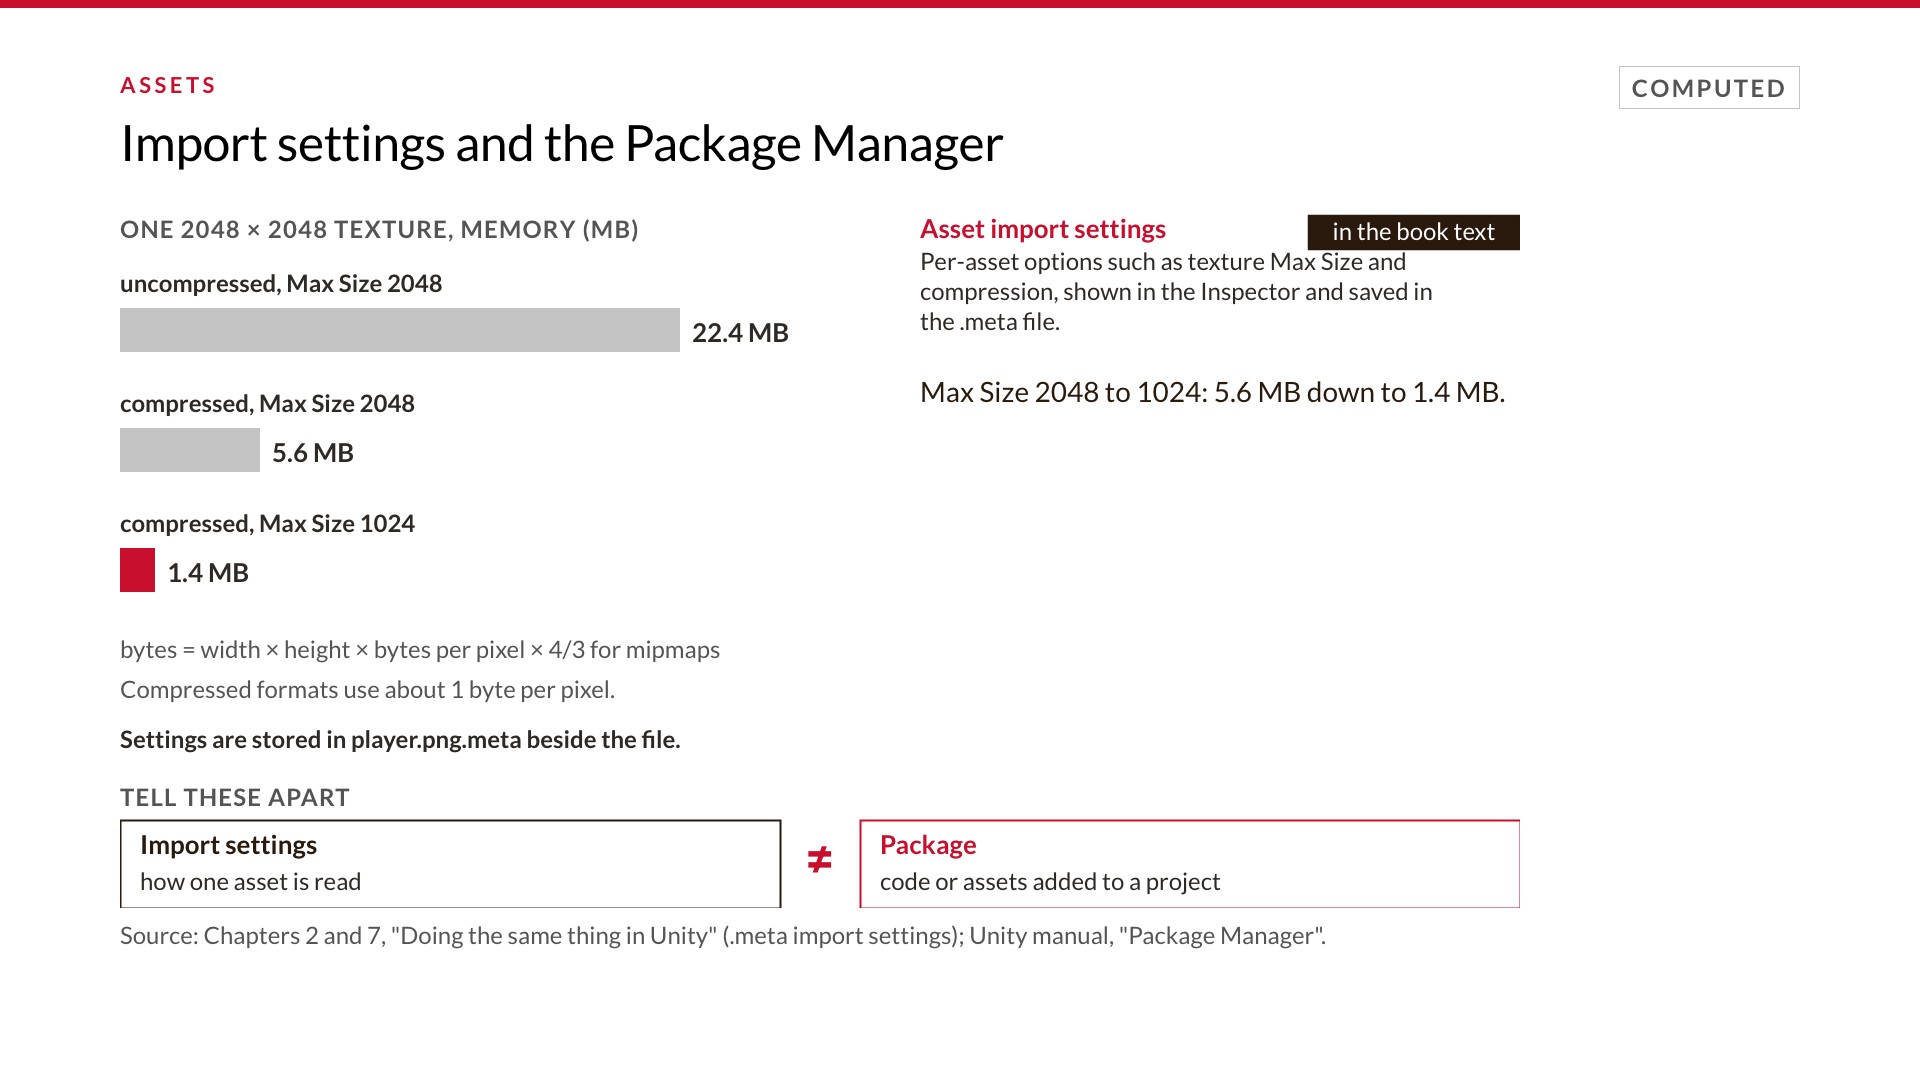 ASSETS
COMPUTED
Import settings and the Package Manager
ONE 2048 × 2048 TEXTURE, MEMORY (MB)
uncompressed, Max Size 2048
22.4 MB
compressed, Max Size 2048
5.6 MB
compressed, Max Size 1024
1.4 MB
bytes = width × height × bytes per pixel × 4/3 for mipmaps
Compressed formats use about 1 byte per pixel.
Settings are stored in player.png.meta beside the file.
Asset import settings
in the book text
Per-asset options such as texture Max Size and
compression, shown in the Inspector and saved in
the .meta file.
Max Size 2048 to 1024: 5.6 MB down to 1.4 MB.
TELL THESE APART
Import settings
how one asset is read
≠
Package
code or assets added to a project
Source: Chapters 2 and 7, "Doing the same thing in Unity" (.meta import settings); Unity manual, "Package Manager".